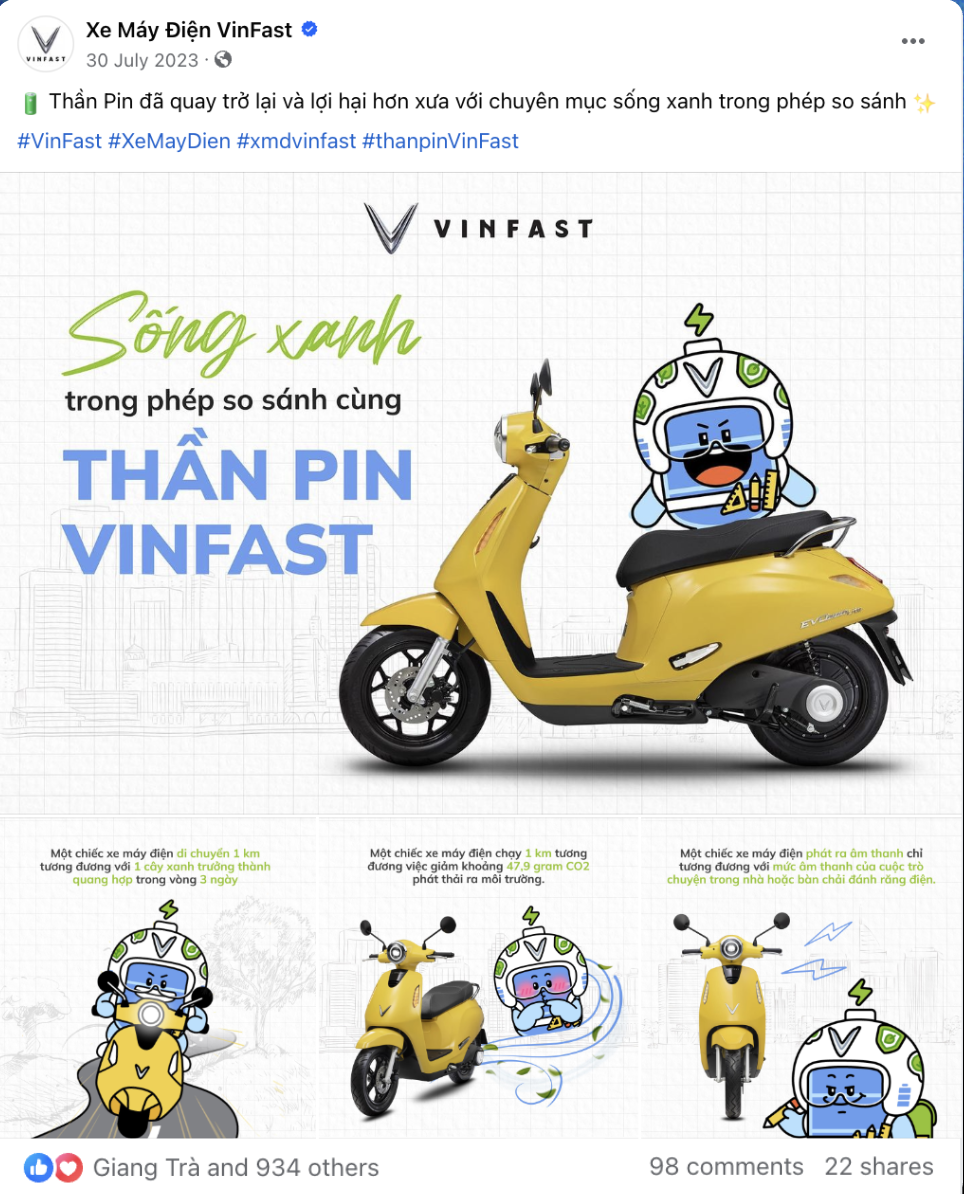 Xe Máy Điện VinFast
30 July 2023 ·
Thần Pin đã quay trở lại và lợi hại hơn xưa với chuyên mục sống xanh trong phép so sánh
#VinFast #XeMayDien #xmdvinfast #thanpinVinFast
VINFAST
VINFAST
Sống xanh
trong phép so sánh cùng
THẦN PIN
VINFAST
Một chiếc xe máy điện di chuyển 1 km
tương đương với 1 cây xanh trưởng thành
quang hợp trong vòng 3 ngày
Một chiếc xe máy điện chạy 1 km tương
đương việc giảm khoảng 47,9 gram CO2
phát thải ra môi trường.
Một chiếc xe máy điện phát ra âm thanh chỉ
tương đương với mức âm thanh của cuộc trò
chuyện trong nhà hoặc bàn chải đánh răng điện.
Giang Trà and 934 others
98 comments 22 shares